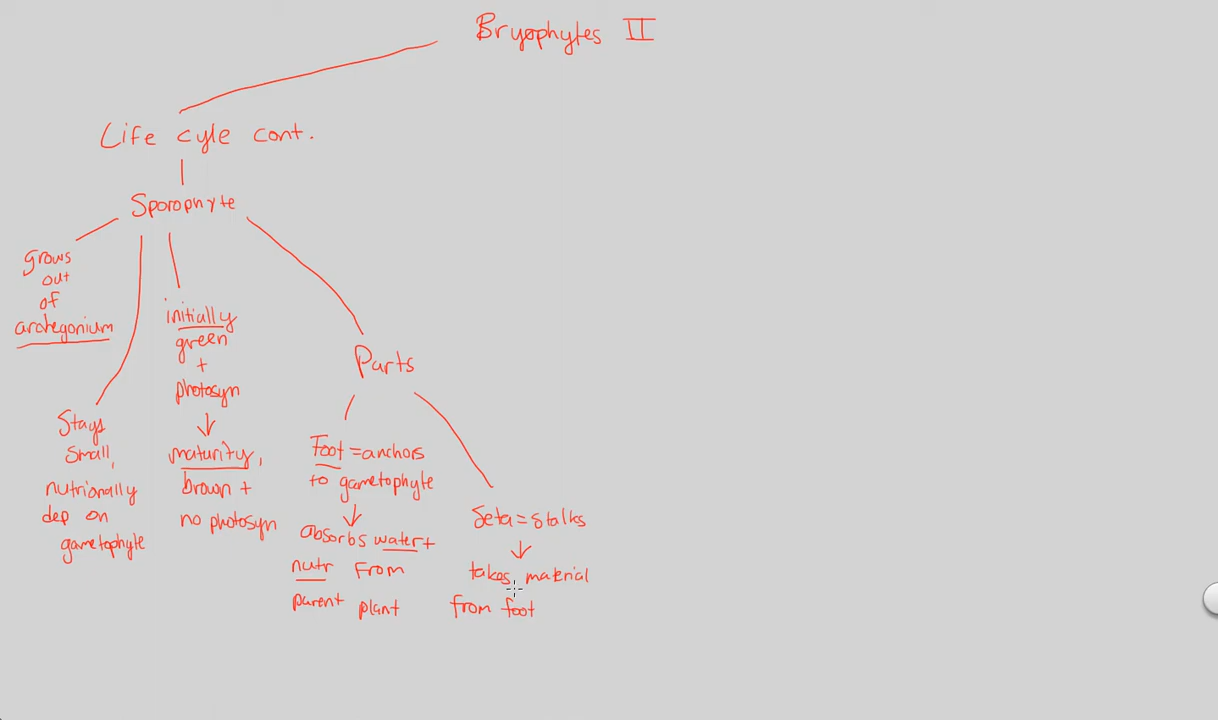 Bryophytes II
Life cyle cont.
Sporophyte
grows
out
of
archegonium
Stays
small,
nutrionally
dep on
gametophyte
initially
green
+
photosyn
maturity,
brown +
no photosyn
Parts
Foot = anchors
to gametophyte
absorbs water +
nutr from
parent plant
Seta = stalks
takes material
from foot